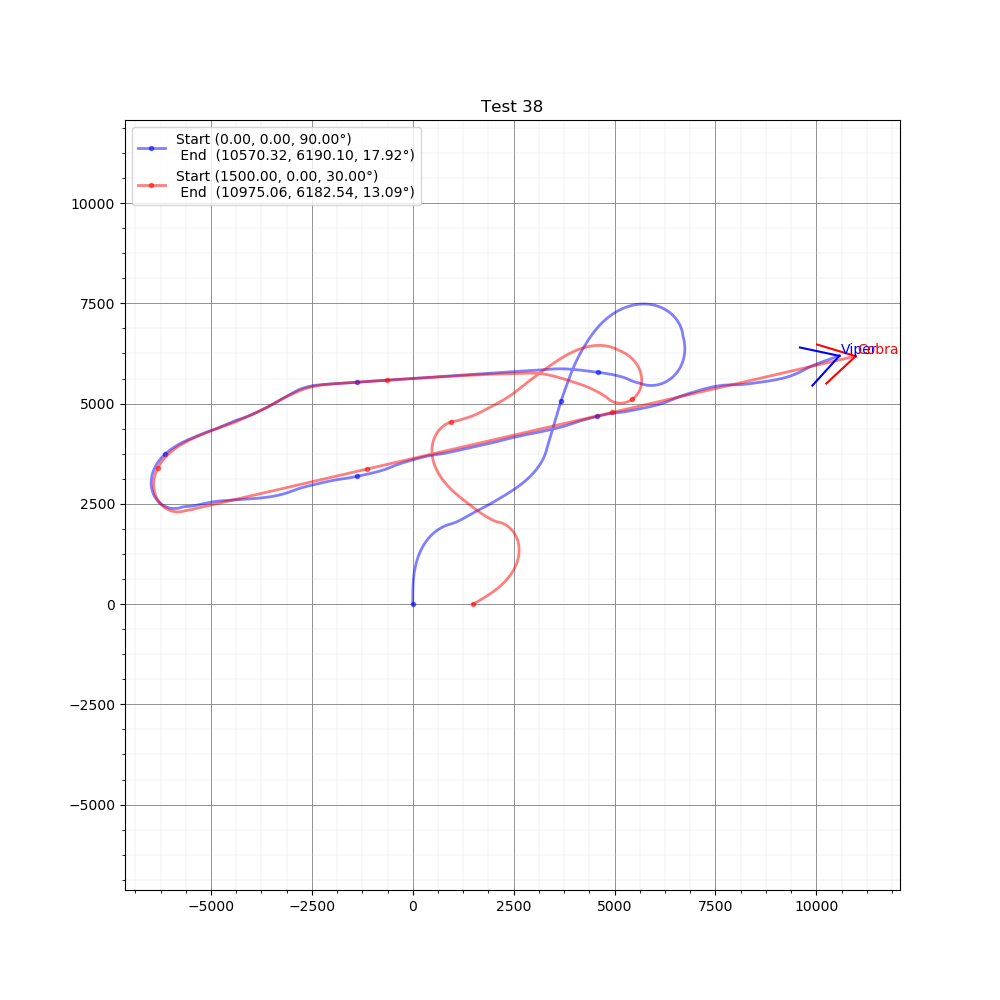 Test 38
Start (0.00, 0.00, 90.00°)
End  (10570.32, 6190.10, 17.92°)
Start (1500.00, 0.00, 30.00°)
End  (10975.06, 6182.54, 13.09°)
10000
7500
5000
2500
0
−2500
−5000
Viper
Cobra
−5000 −2500 0 2500 5000 7500 10000